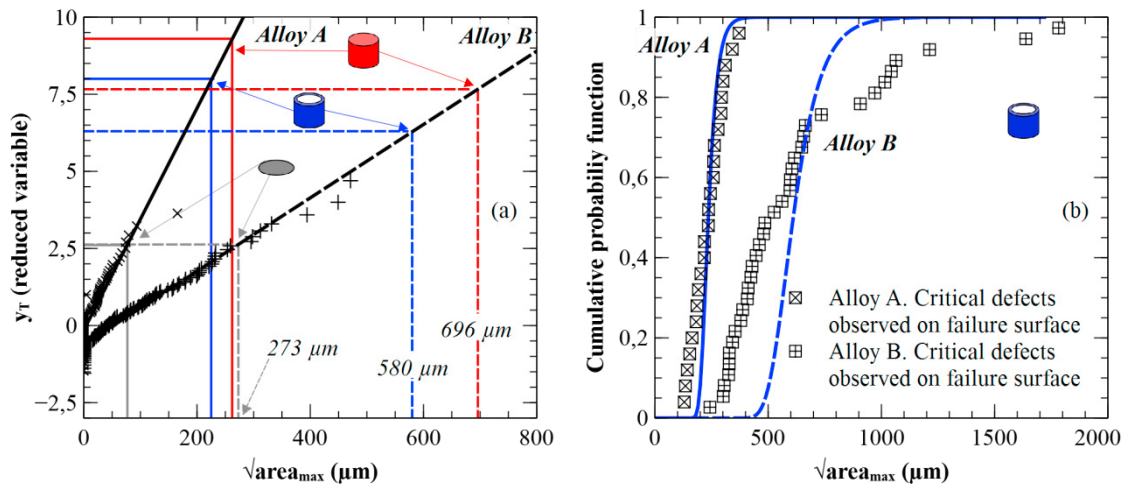 (a)
10
7,5
5
2,5
0
−2,5
y_T (reduced variable)
Alloy A
Alloy B
(a)
273 μm
580 μm
696 μm
0
200
400
600
800
√area_max (μm)
(b)
1
0.8
0.6
0.4
0.2
0
Cumulative probabiliy function
Alloy A
Alloy B
(b)
Alloy A. Critical defects
observed on failure surface
Alloy B. Critical defects
observed on failure surface
0
500
1000
1500
2000
√area_max (μm)